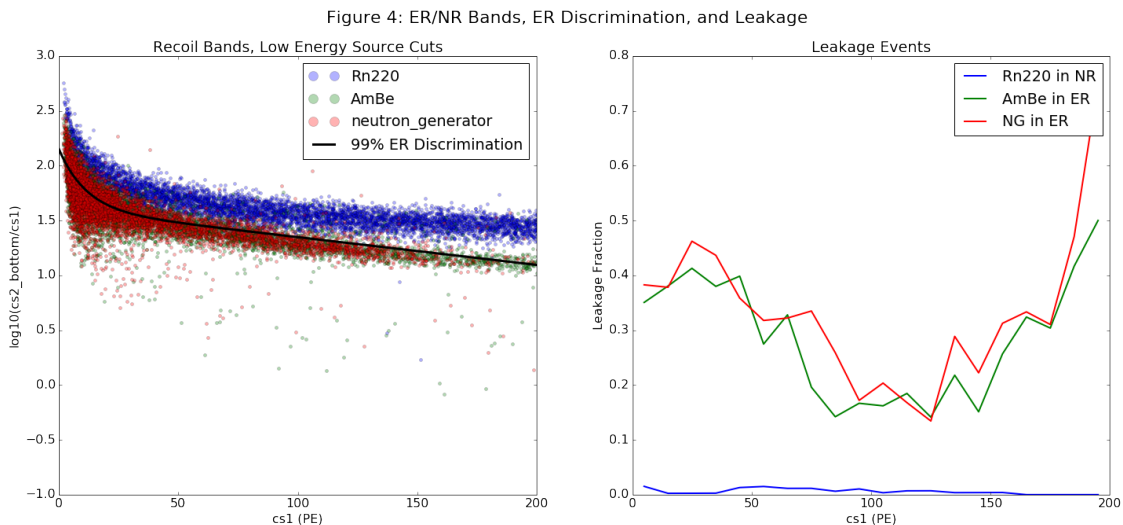 Figure 4: ER/NR Bands, ER Discrimination, and Leakage
Recoil Bands, Low Energy Source Cuts
3.0
2.5
2.0
1.5
1.0
0.5
0.0
−0.5
−1.0
log10(cs2_bottom/cs1)
Rn220
AmBe
neutron_generator
99% ER Discrimination
0
50
100
150
200
cs1 (PE)
Leakage Events
0.8
0.7
0.6
0.5
0.4
0.3
0.2
0.1
0.0
Leakage Fraction
Rn220 in NR
AmBe in ER
NG in ER
0
50
100
150
200
cs1 (PE)